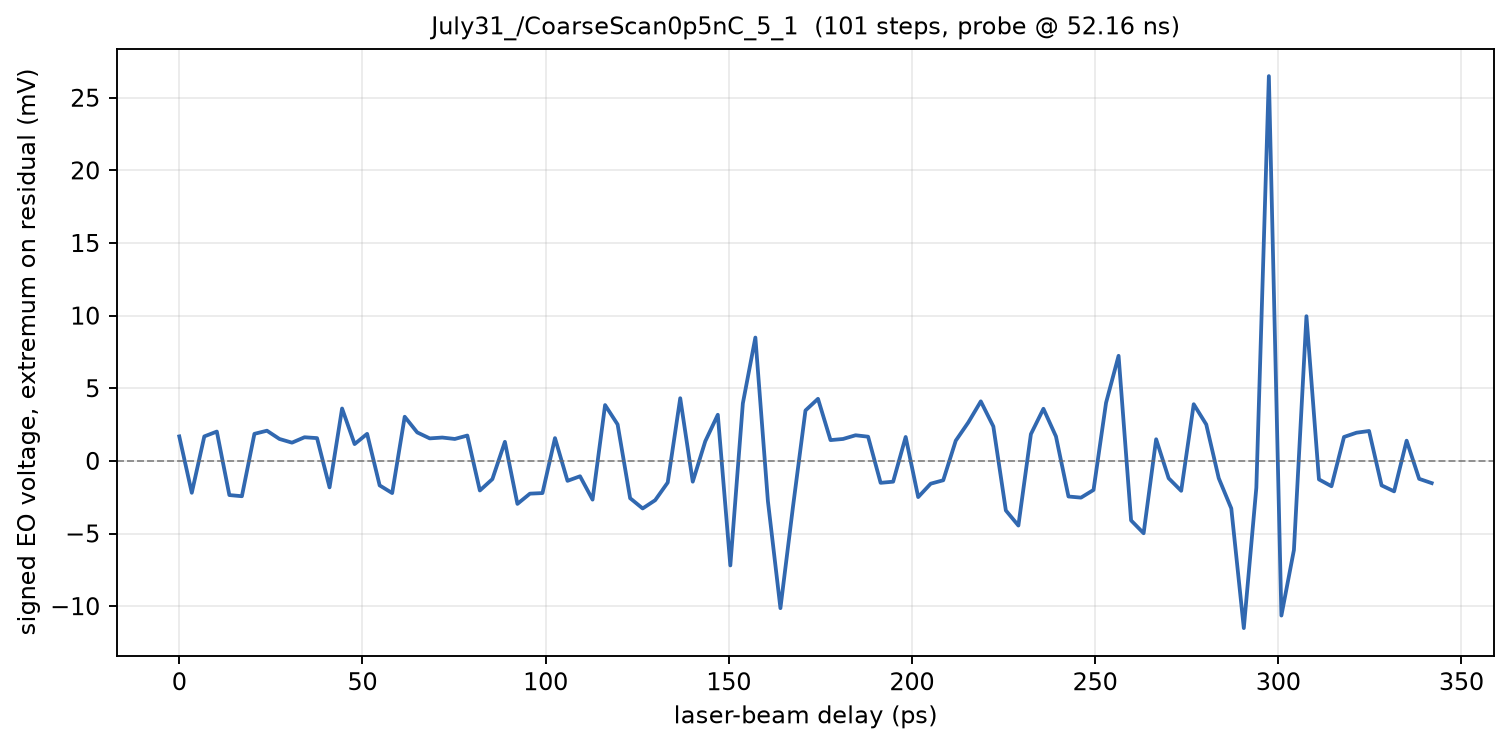 July31_/CoarseScan0p5nC_5_1  (101 steps, probe @ 52.16 ns)
signed EO voltage, extremum on residual (mV)
25
20
15
10
5
0
−5
−10
0 50 100 150 200 250 300 350
laser-beam delay (ps)